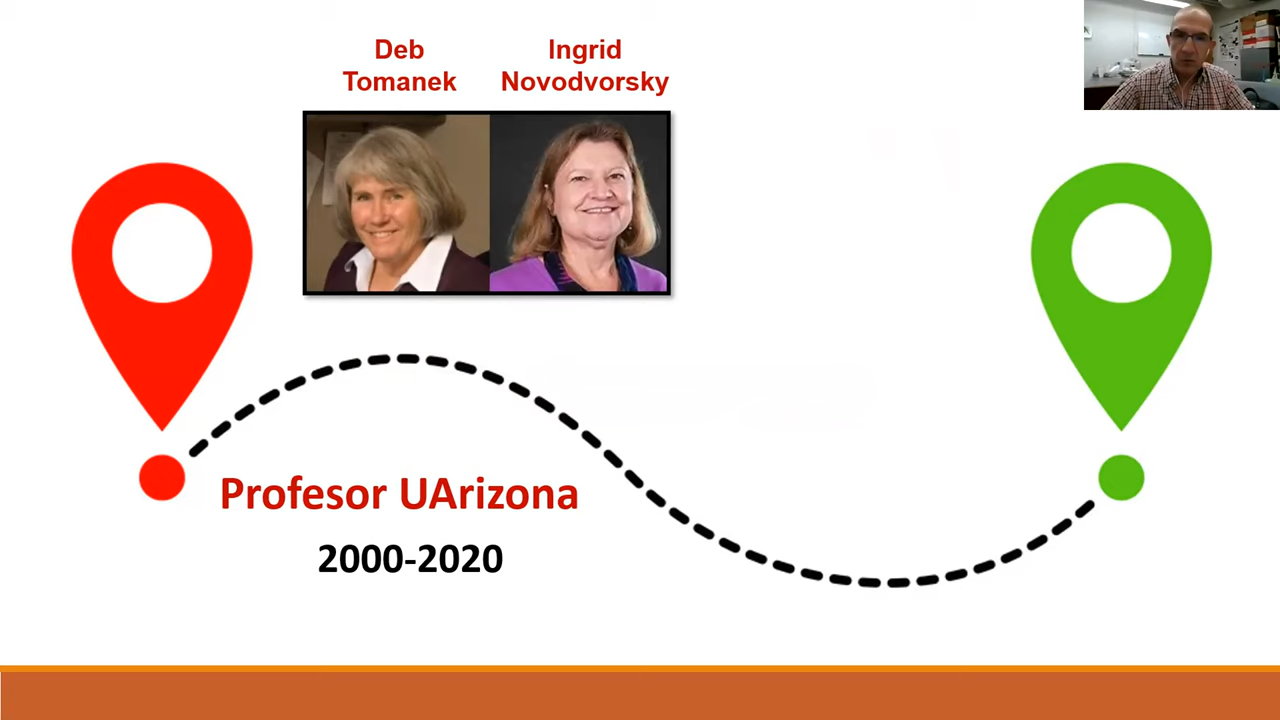 Deb
Tomanek
Ingrid
Novodvorsky
Profesor UArizona
2000-2020